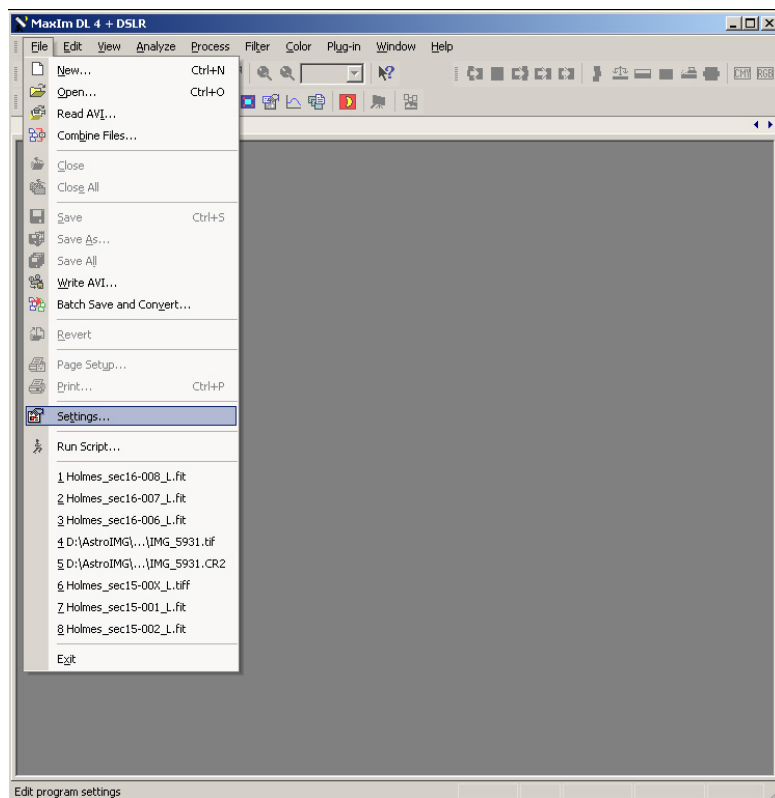 MaxIm DL 4 + DSLR
File Edit View Analyze Process Filter Color Plug-in Window Help
New... Ctrl+N
Open... Ctrl+O
Read AVI...
Combine Files...
Close
Close All
Save Ctrl+S
Save As...
Save All
Write AVI...
Batch Save and Convert...
Revert
Page Setup...
Print... Ctrl+P
Settings...
Run Script...
1 Holmes_sec16-008_L.fit
2 Holmes_sec16-007_L.fit
3 Holmes_sec16-006_L.fit
4 D:\AstroIMG\...\IMG_5931.tif
5 D:\AstroIMG\...\IMG_5931.CR2
6 Holmes_sec15-00X_L.tiff
7 Holmes_sec15-001_L.fit
8 Holmes_sec15-002_L.fit
Exit
CMY RGB
Edit program settings